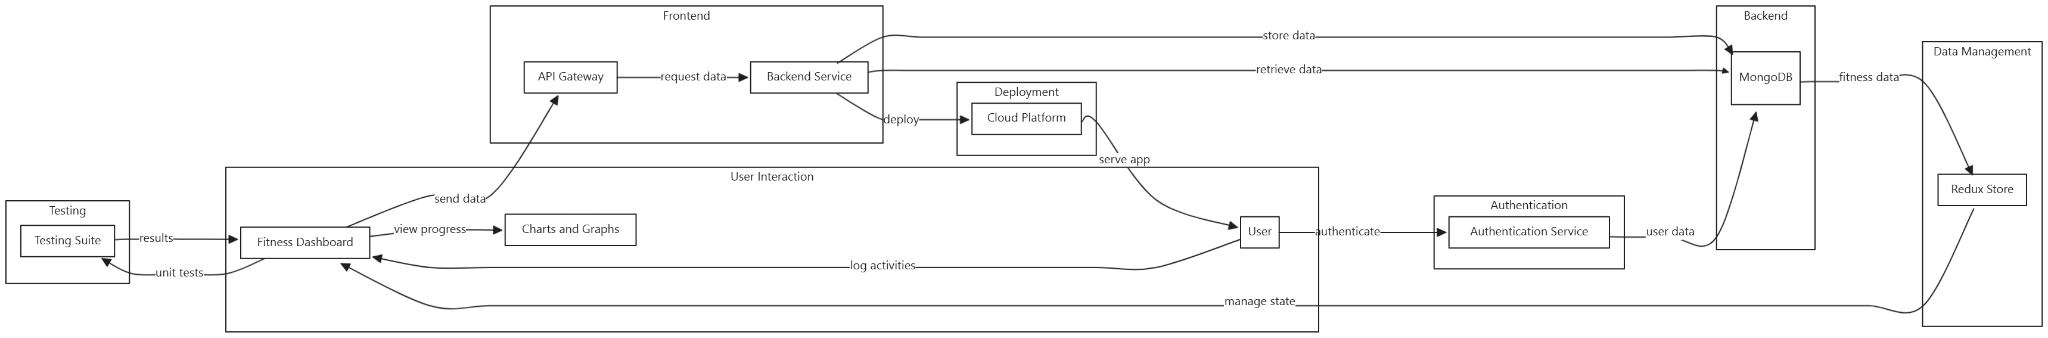 Frontend
Backend
store data
Data Management
API Gateway
request data
Backend Service
retrieve data
MongoDB
fitness data
Deployment
Cloud Platform
deploy
serve app
User Interaction
Redux Store
send data
Testing
Authentication
Testing Suite
results
Fitness Dashboard
view progress
Charts and Graphs
User
authenticate
Authentication Service
user data
unit tests
log activities
manage state